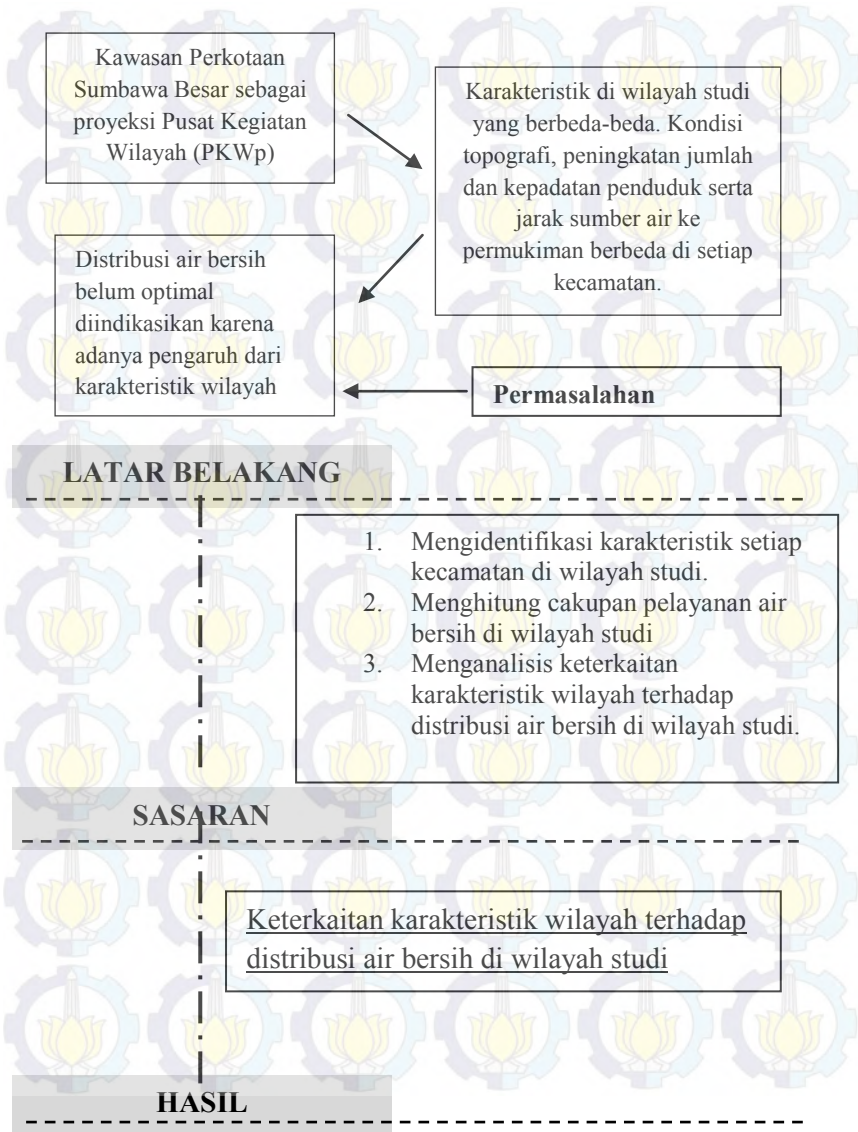 Kawasan Perkotaan
Sumbawa Besar sebagai
proyeksi Pusat Kegiatan
Wilayah (PKWp)
Karakteristik di wilayah studi
yang berbeda-beda. Kondisi
topografi, peningkatan jumlah
dan kepadatan penduduk serta
jarak sumber air ke
permukiman berbeda di setiap
kecamatan.
Distribusi air bersih
belum optimal
diindikasikan karena
adanya pengaruh dari
karakteristik wilayah
Permasalahan
LATAR BELAKANG
1. Mengidentifikasi karakteristik setiap
kecamatan di wilayah studi.
2. Menghitung cakupan pelayanan air
bersih di wilayah studi
3. Menganalisis keterkaitan
karakteristik wilayah terhadap
distribusi air bersih di wilayah studi.
SASARAN
Keterkaitan karakteristik wilayah terhadap
distribusi air bersih di wilayah studi
HASIL